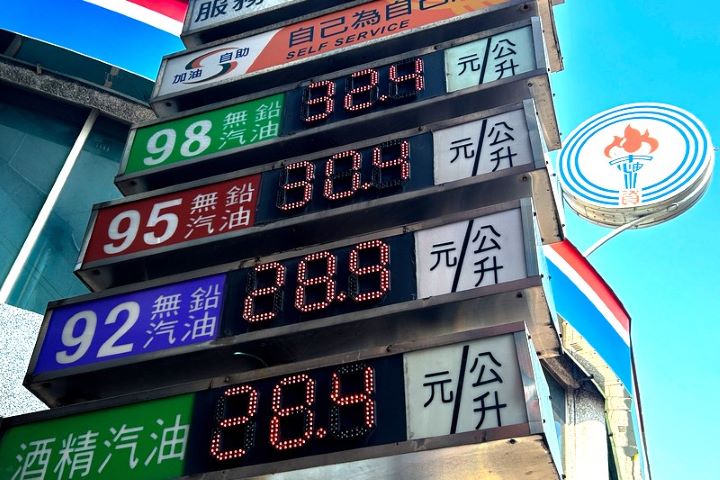 服務
加油 自助
自己為自己
SELF SERVICE
98 無鉛汽油 32.4 元/公升
95 無鉛汽油 30.4 元/公升
92 無鉛汽油 28.9 元/公升
酒精汽油 28.4 元/公升